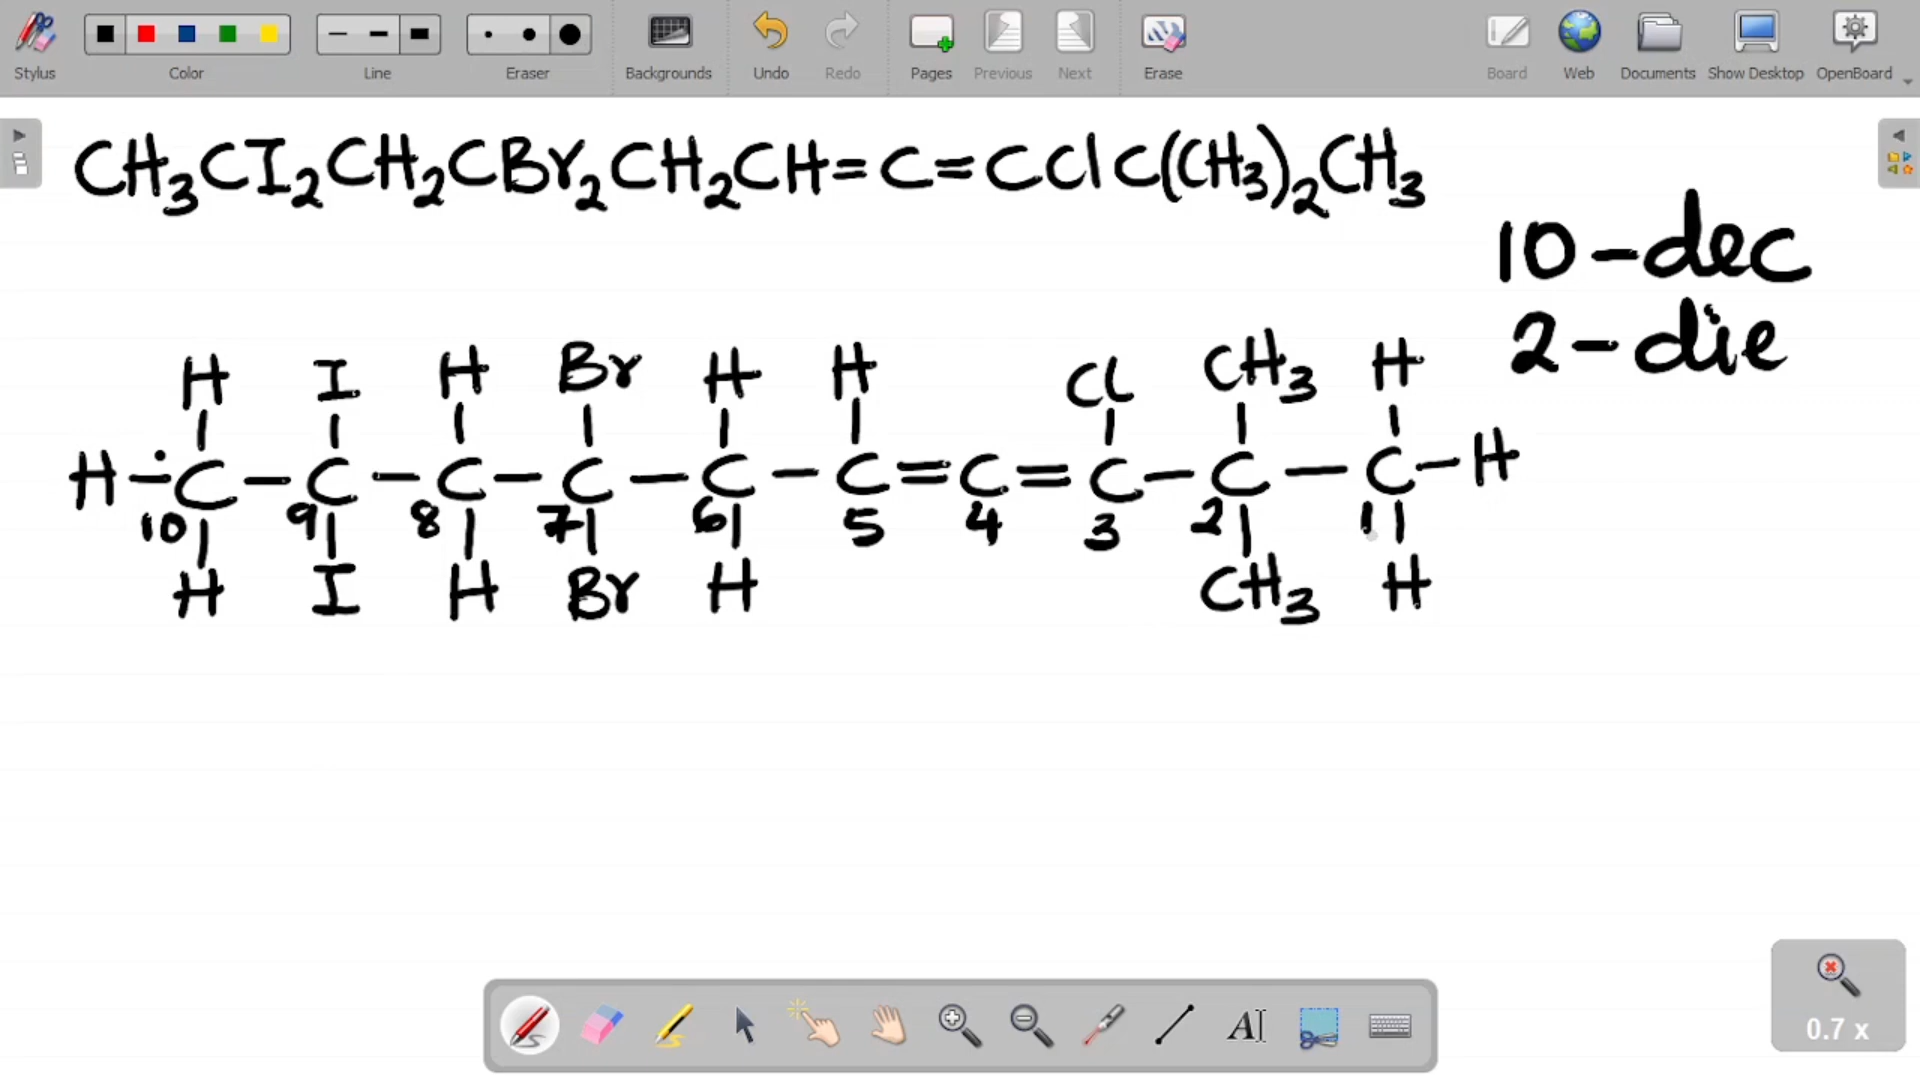 Stylus Color Line Eraser Backgrounds Undo Redo Pages Previous Next Erase Board Web Documents Show Desktop OpenBoard
CH₃CI₂CH₂CBr₂CH₂CH=C=CClC(CH₃)₂CH₃
10-dec
2-die
H I H Br H H Cl CH₃ H
H-C-C-C-C-C-C=C=C-C-C-H
10 9 8 7 6 5 4 3 2 1
H I H Br H CH₃ H
0.7 x